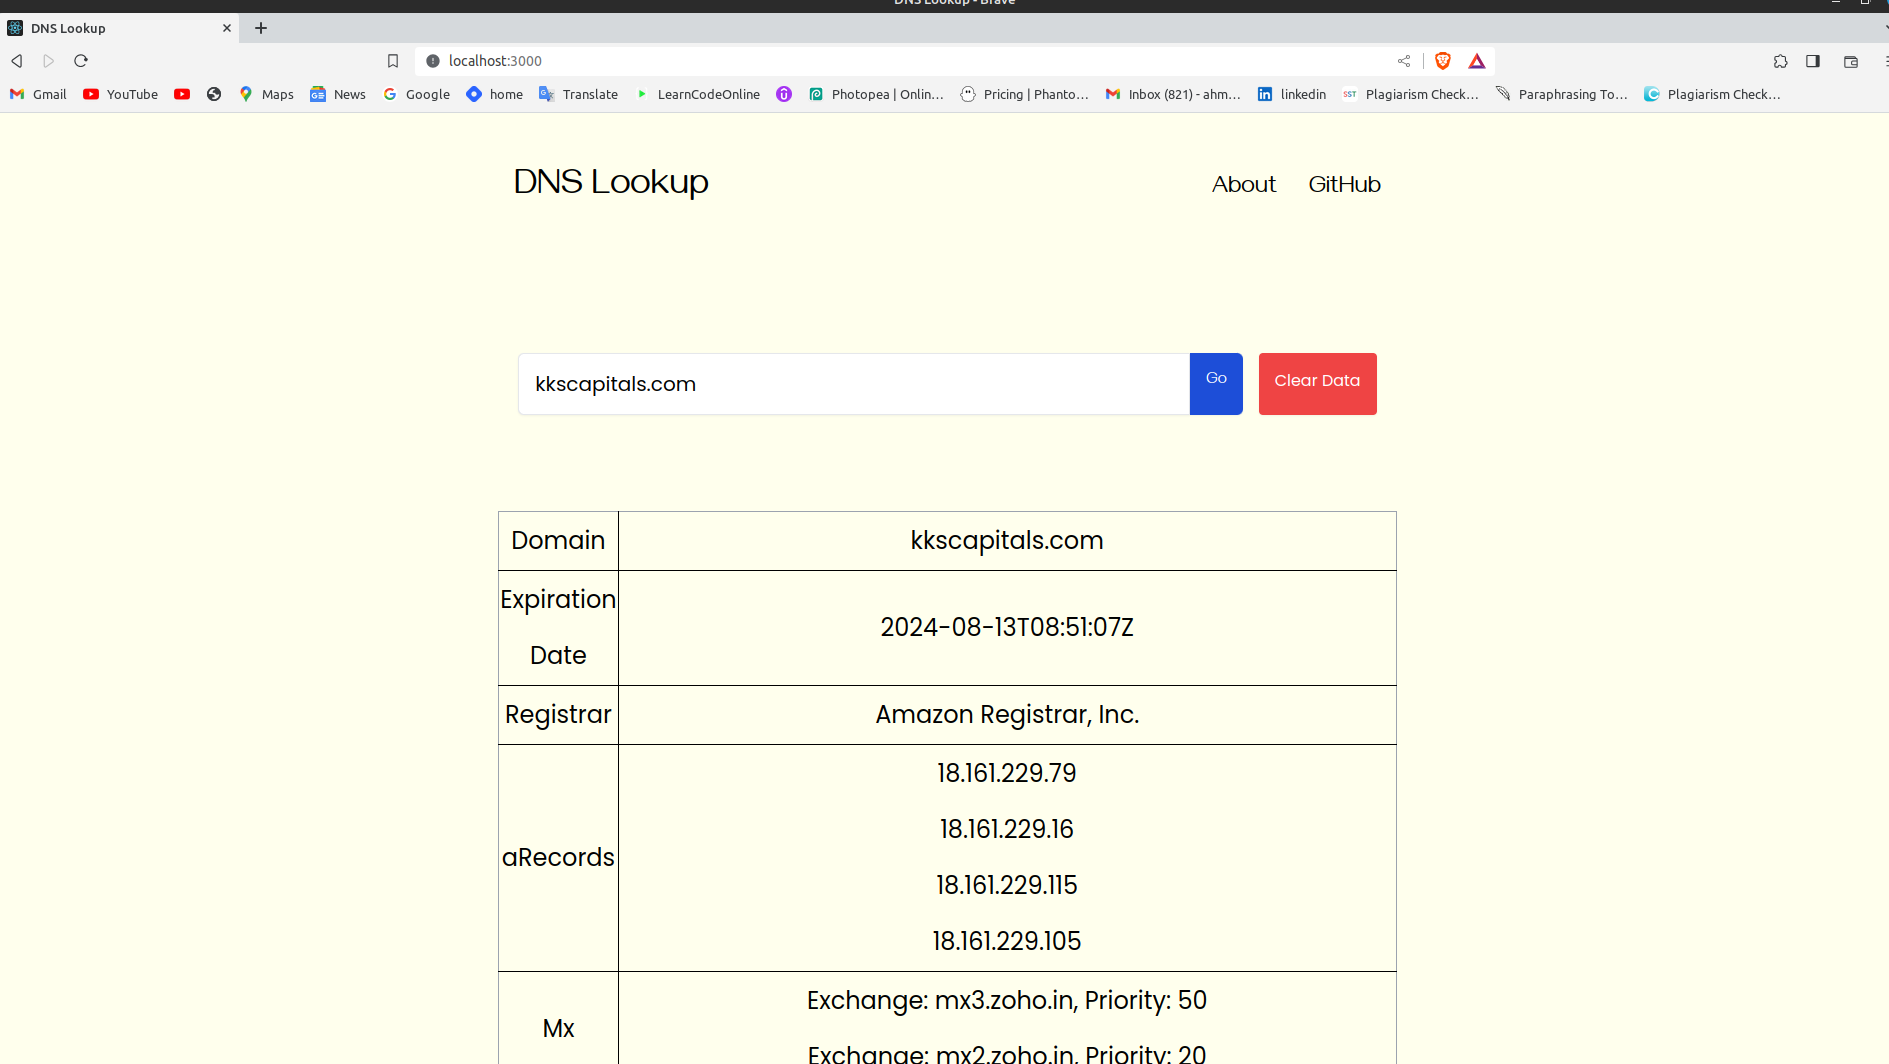 DNS Lookup - Brave
DNS Lookup
localhost:3000
Gmail YouTube Maps News Google home Translate LearnCodeOnline Photopea | Onlin... Pricing | Phanto... Inbox (821) - ahm... linkedin SST Plagiarism Check... Paraphrasing To... Plagiarism Check...
DNS Lookup About GitHub
kkscapitals.com Go Clear Data
Domain kkscapitals.com
Expiration Date 2024-08-13T08:51:07Z
Registrar Amazon Registrar, Inc.
aRecords 18.161.229.79
18.161.229.16
18.161.229.115
18.161.229.105
Mx Exchange: mx3.zoho.in, Priority: 50
Exchange: mx2.zoho.in, Priority: 20